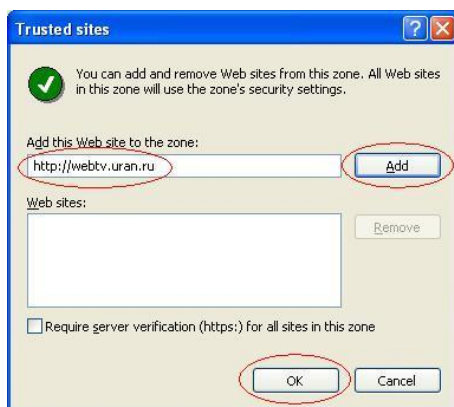 Trusted sites
You can add and remove Web sites from this zone. All Web sites
in this zone will use the zone's security settings.
Add this Web site to the zone:
http://webtv.uran.ru
Add
Web sites:
Remove
Require server verification (https:) for all sites in this zone
OK
Cancel